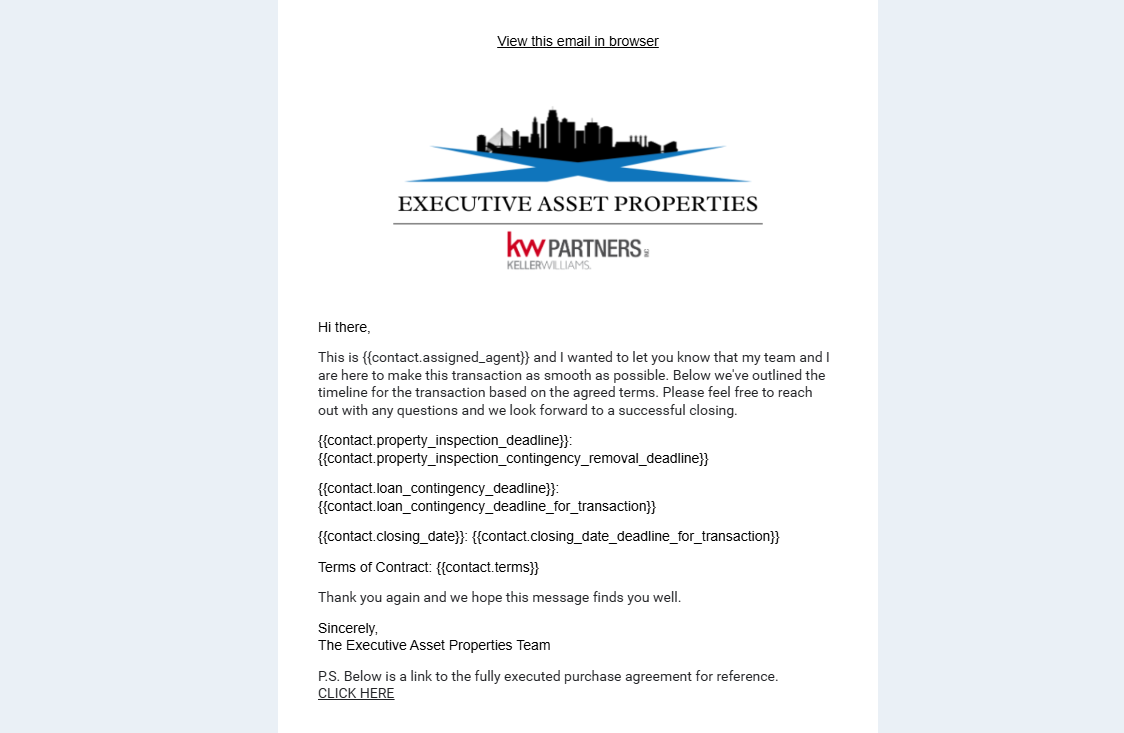 View this email in browser
EXECUTIVE ASSET PROPERTIES
kw PARTNERS INC
KELLERWILLIAMS.
Hi there,
This is {{contact.assigned_agent}} and I wanted to let you know that my team and I
are here to make this transaction as smooth as possible. Below we've outlined the
timeline for the transaction based on the agreed terms. Please feel free to reach
out with any questions and we look forward to a successful closing.
{{contact.property_inspection_deadline}}:
{{contact.property_inspection_contingency_removal_deadline}}
{{contact.loan_contingency_deadline}}:
{{contact.loan_contingency_deadline_for_transaction}}
{{contact.closing_date}}: {{contact.closing_date_deadline_for_transaction}}
Terms of Contract: {{contact.terms}}
Thank you again and we hope this message finds you well.
Sincerely,
The Executive Asset Properties Team
P.S. Below is a link to the fully executed purchase agreement for reference.
CLICK HERE